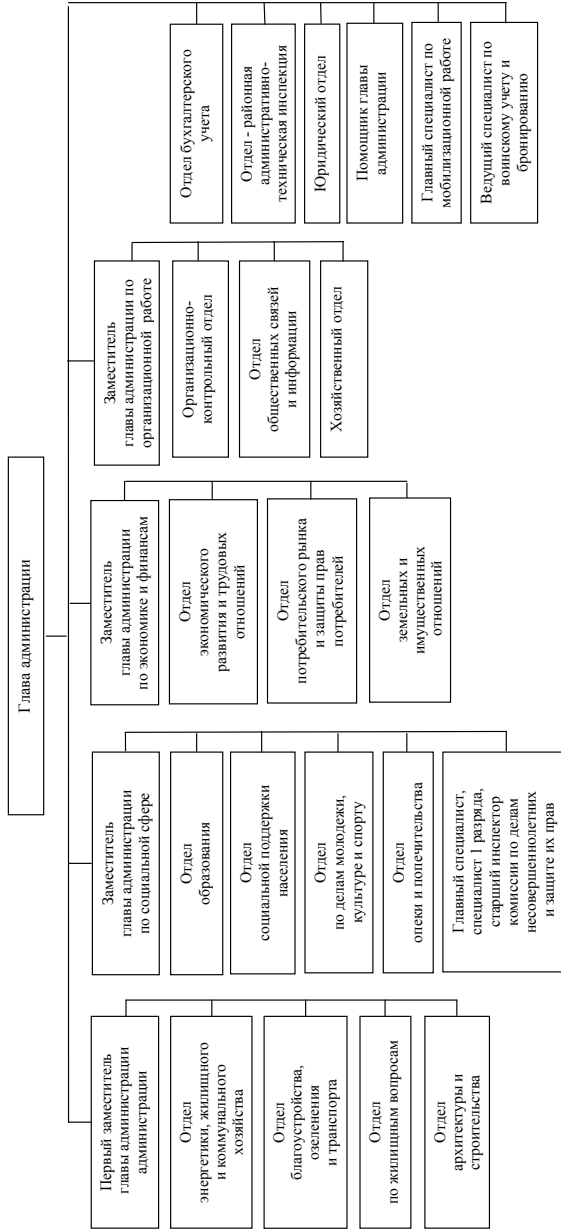 Глава администрации
Первый заместитель
главы администрации
администрации
Отдел
энергетики, жилищного
и коммунального
хозяйства
Отдел
благоустройства,
озеленения
и транспорта
Отдел
по жилищным вопросам
Отдел
архитектуры и
строительства
Заместитель
главы администрации
по социальной сфере
Отдел
образования
Отдел
социальной поддержки
населения
Отдел
по делам молодежи,
культуре и спорту
Отдел
опеки и попечительства
Главный специалист,
специалист 1 разряда,
старший инспектор
комиссии по делам
несовершеннолетних
и защите их прав
Заместитель
главы администрации
по экономике и финансам
Отдел
экономического
развития и трудовых
отношений
Отдел
потребительского рынка
и защиты прав
потребителей
Отдел
земельных и
имущественных
отношений
Заместитель
главы администрации по
организационной работе
Организационно-
контрольный отдел
Отдел
общественных связей
и информации
Хозяйственный отдел
Отдел бухгалтерского
учета
Отдел - районная
административно-
техническая инспекция
Юридический отдел
Помощник главы
администрации
Главный специалист по
мобилизационной работе
Ведущий специалист по
воинскому учету и
бронированию